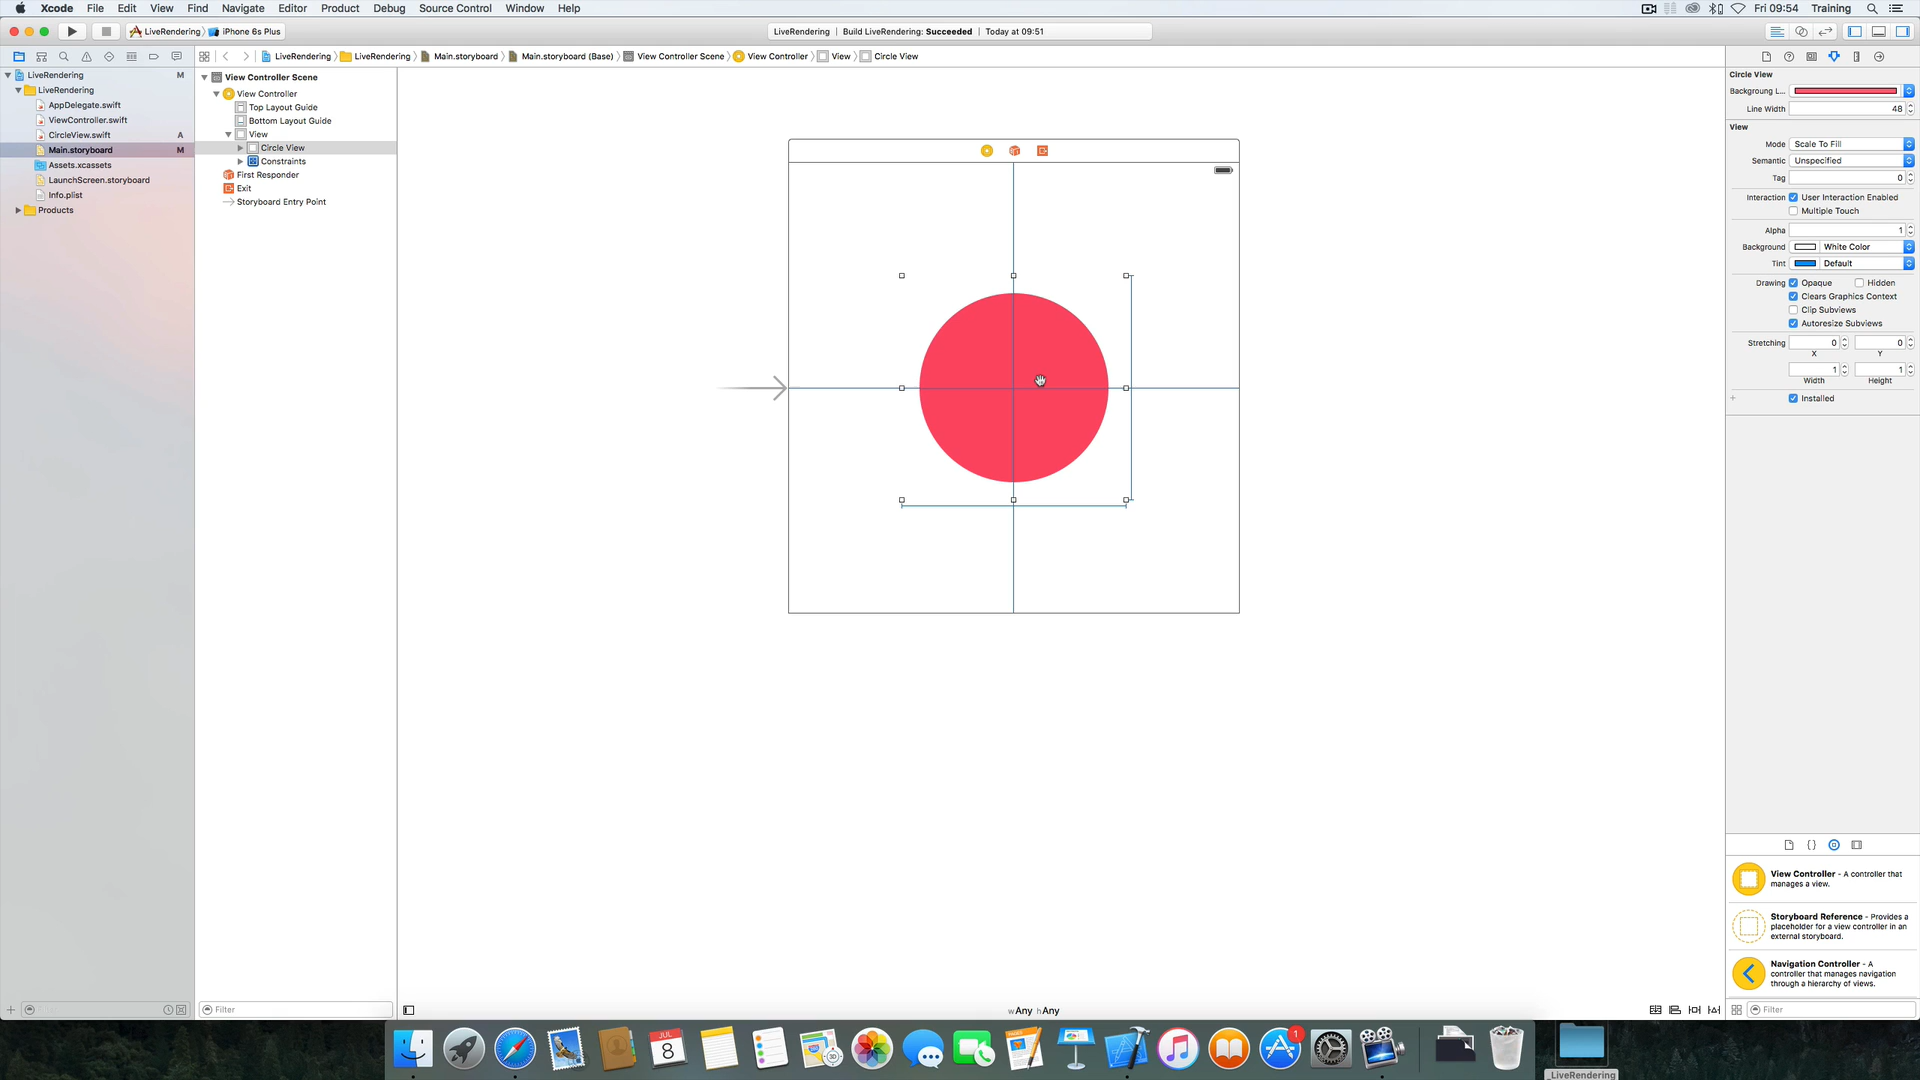 Xcode File Edit View Find Navigate Editor Product Debug Source Control Window Help Fri 09:54 Training
LiveRendering iPhone 6s Plus LiveRendering | Build LiveRendering: Succeeded | Today at 09:51
LiveRendering LiveRendering Main.storyboard Main.storyboard (Base) View Controller Scene View Controller View Circle View
LiveRendering M
LiveRendering
AppDelegate.swift
ViewController.swift
CircleView.swift A
Main.storyboard M
Assets.xcassets
LaunchScreen.storyboard
Info.plist
Products
View Controller Scene
View Controller
Top Layout Guide
Bottom Layout Guide
View
Circle View
Constraints
First Responder
Exit
Storyboard Entry Point
Circle View
Backgroung L...
Line Width 48
View
Mode Scale To Fill
Semantic Unspecified
Tag 0
Interaction User Interaction Enabled
Multiple Touch
Alpha 1
Background White Color
Tint Default
Drawing Opaque Hidden
Clears Graphics Context
Clip Subviews
Autoresize Subviews
Stretching 0 0
X Y
1 1
Width Height
+ Installed
View Controller - A controller that
manages a view.
Storyboard Reference - Provides a
placeholder for a view controller in an
external storyboard.
Navigation Controller - A
controller that manages navigation
through a hierarchy of views.
Filter
wAny hAny
Filter
JUL
8
3D
PAGES
1
_LiveRendering